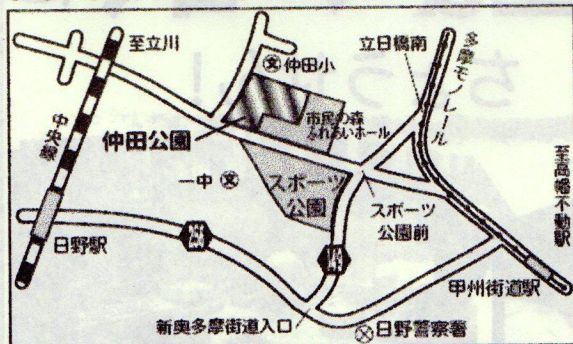 至立川
仲田小
立日橋南
多摩モノレール
中央線
市民の森
ふれあいホール
仲田公園
至高幡不動駅
一中
スポーツ
公園
スポーツ
公園前
日野駅
甲州街道駅
新奥多摩街道入口
日野警察署